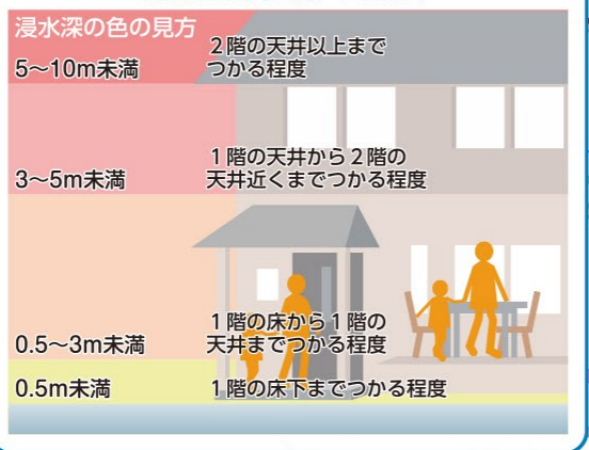 浸水深の色の見方
5〜10m未満
2階の天井以上まで
つかる程度
3〜5m未満
1階の天井から2階の
天井近くまでつかる程度
0.5〜3m未満
1階の床から1階の
天井までつかる程度
0.5m未満
1階の床下までつかる程度